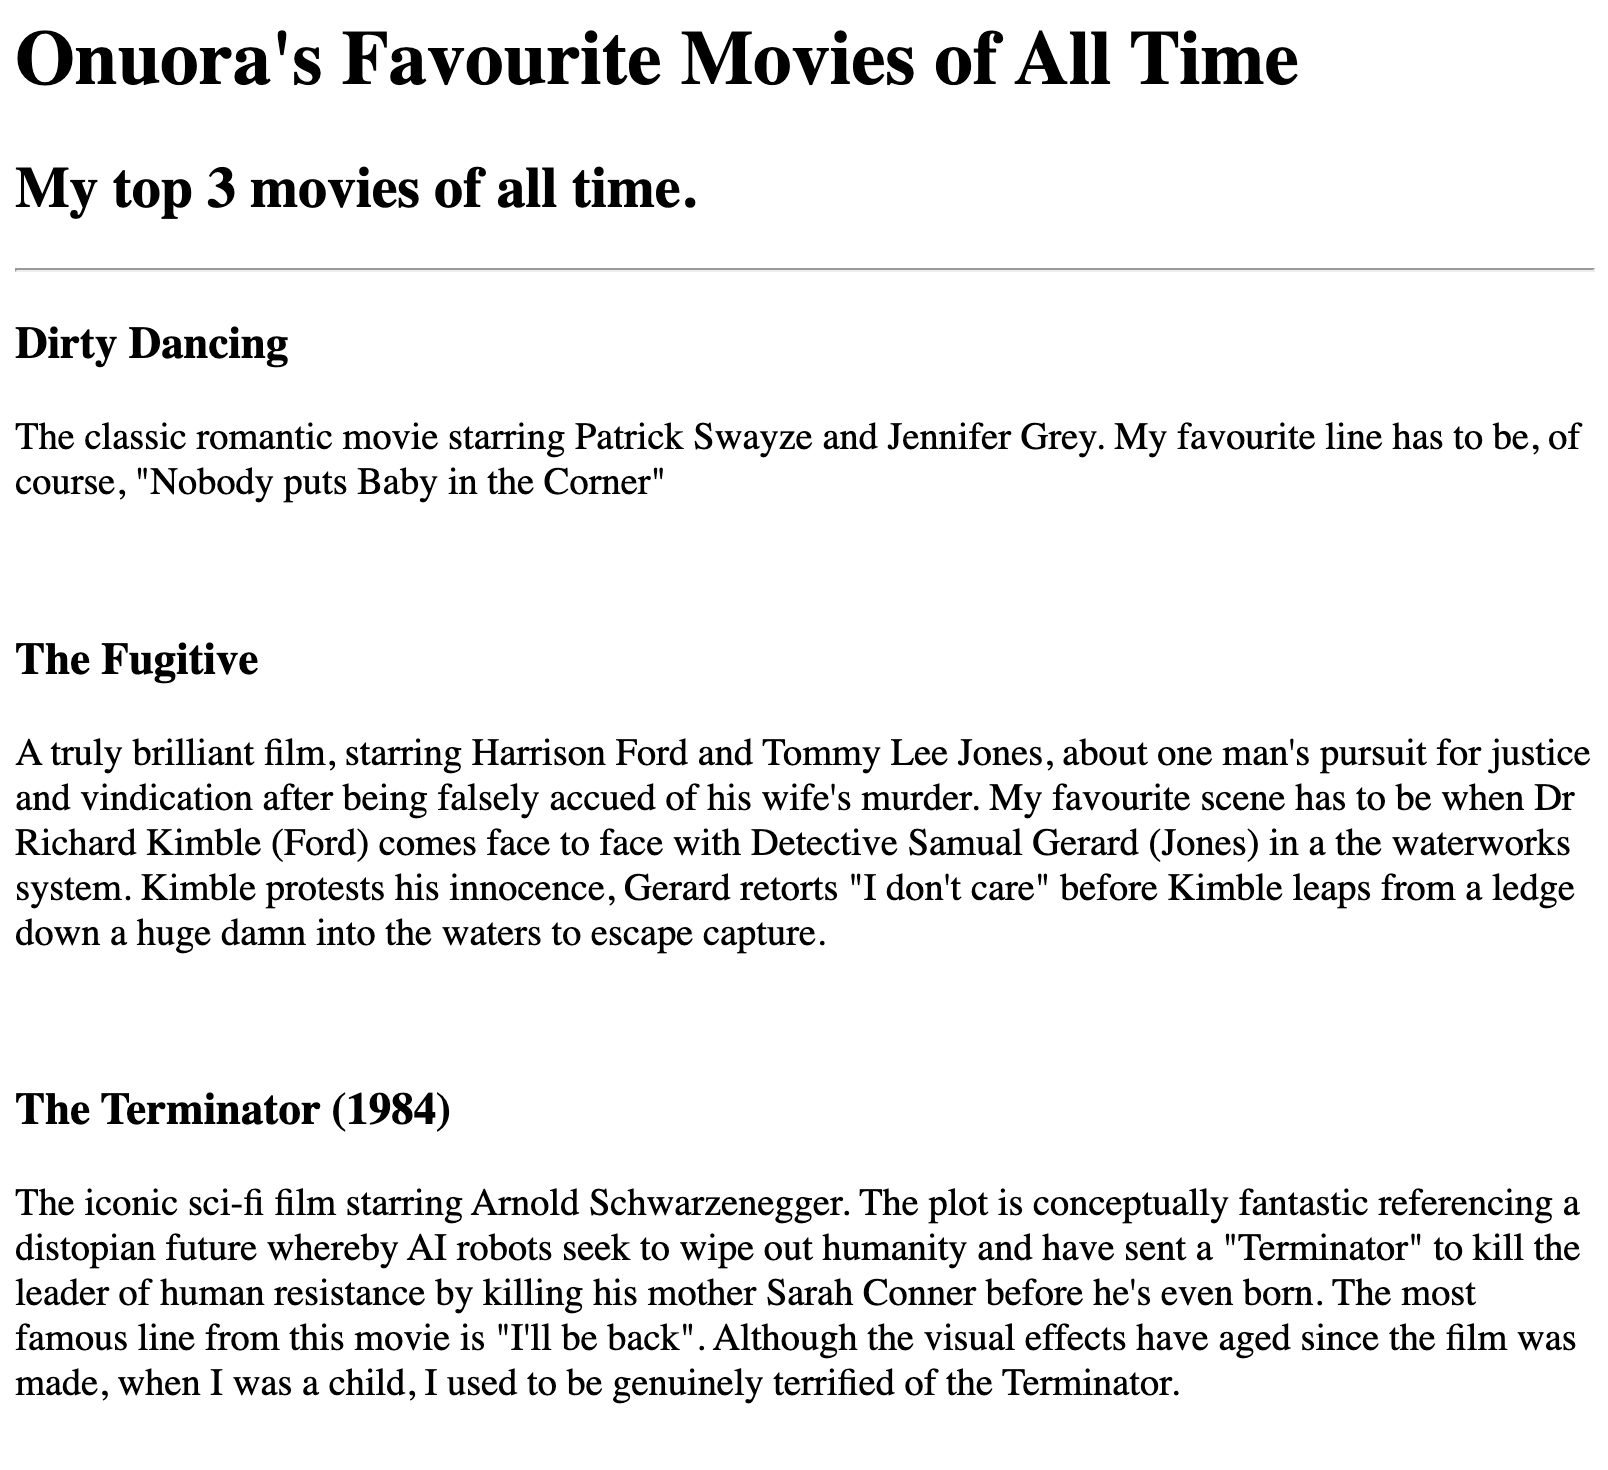 Onuora's Favourite Movies of All Time
My top 3 movies of all time.
Dirty Dancing
The classic romantic movie starring Patrick Swayze and Jennifer Grey. My favourite line has to be, of
course, "Nobody puts Baby in the Corner"
The Fugitive
A truly brilliant film, starring Harrison Ford and Tommy Lee Jones, about one man's pursuit for justice
and vindication after being falsely accued of his wife's murder. My favourite scene has to be when Dr
Richard Kimble (Ford) comes face to face with Detective Samual Gerard (Jones) in a the waterworks
system. Kimble protests his innocence, Gerard retorts "I don't care" before Kimble leaps from a ledge
down a huge damn into the waters to escape capture.
The Terminator (1984)
The iconic sci-fi film starring Arnold Schwarzenegger. The plot is conceptually fantastic referencing a
distopian future whereby AI robots seek to wipe out humanity and have sent a "Terminator" to kill the
leader of human resistance by killing his mother Sarah Conner before he's even born. The most
famous line from this movie is "I'll be back". Although the visual effects have aged since the film was
made, when I was a child, I used to be genuinely terrified of the Terminator.